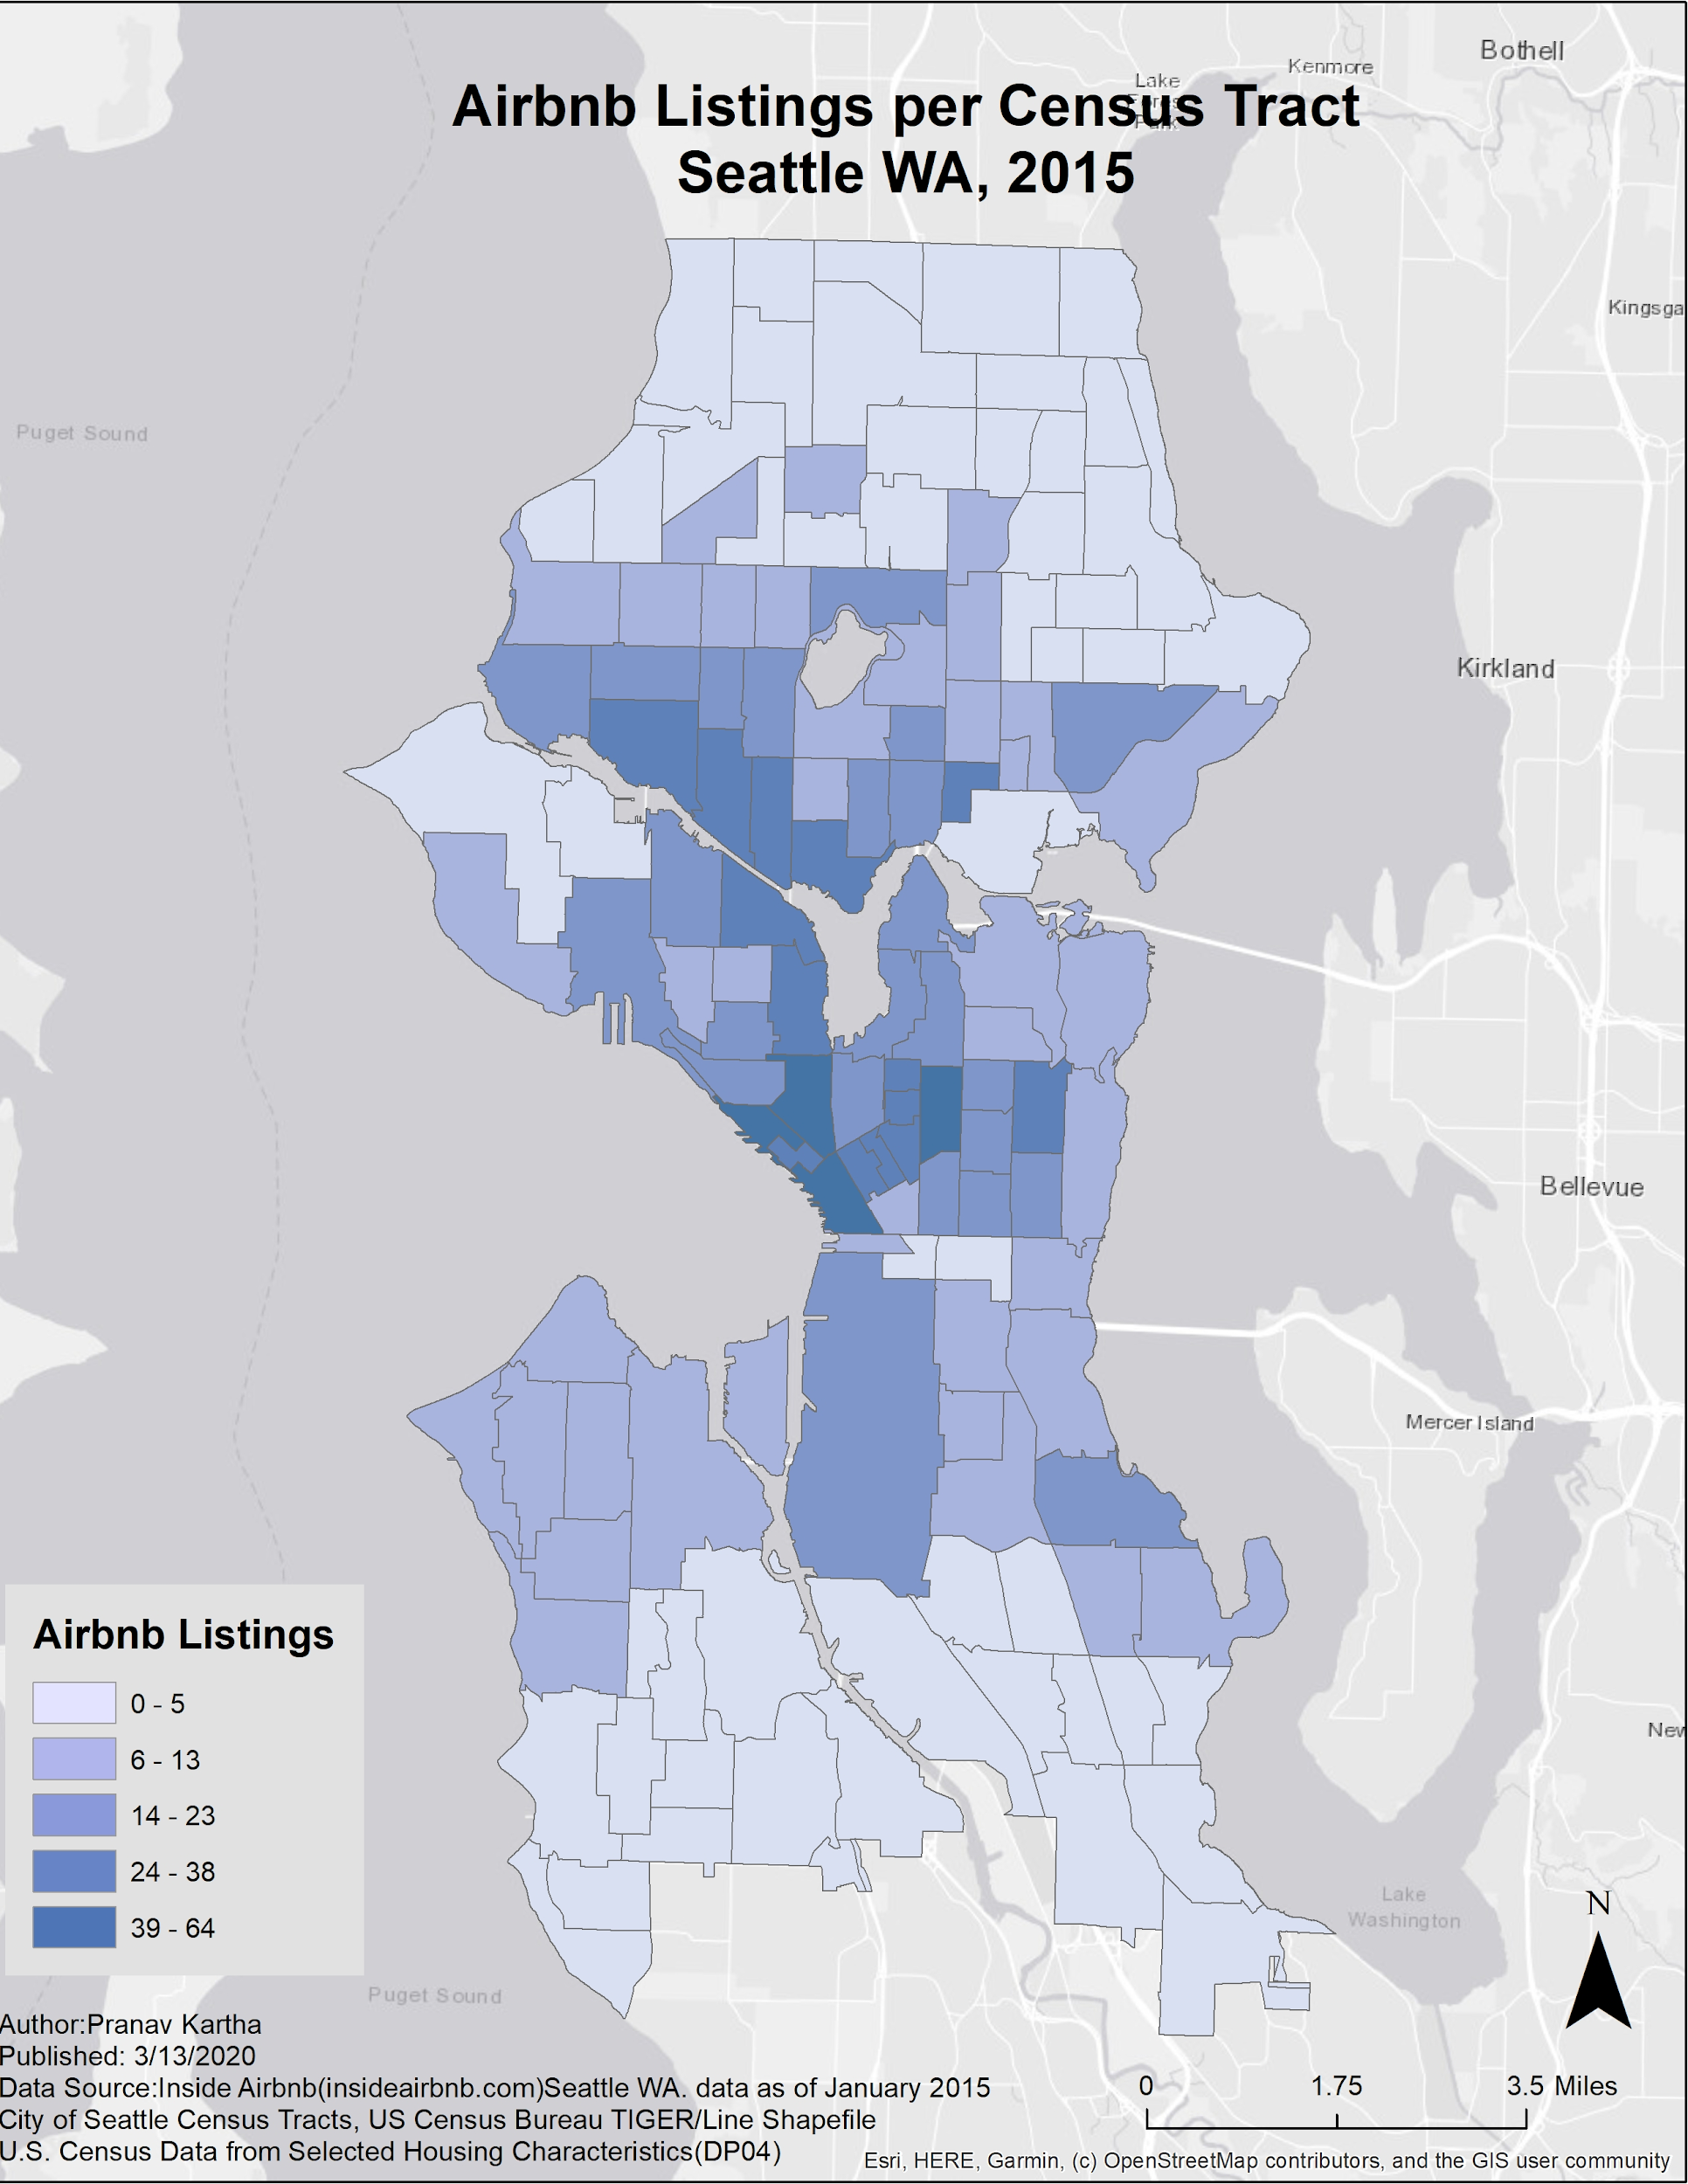 Bothell
Kenmore
Lake
Forest
Park
Airbnb Listings per Census Tract
Seattle WA, 2015
Kingsga
Puget Sound
Kirkland
Bellevue
Mercer Island
Airbnb Listings
0 - 5
6 - 13
14 - 23
24 - 38
39 - 64
New
Lake
Washington
N
Puget Sound
Author:Pranav Kartha
Published: 3/13/2020
Data Source:Inside Airbnb(insideairbnb.com)Seattle WA. data as of January 2015
City of Seattle Census Tracts, US Census Bureau TIGER/Line Shapefile
U.S. Census Data from Selected Housing Characteristics(DP04)
0 1.75 3.5 Miles
Esri, HERE, Garmin, (c) OpenStreetMap contributors, and the GIS user community